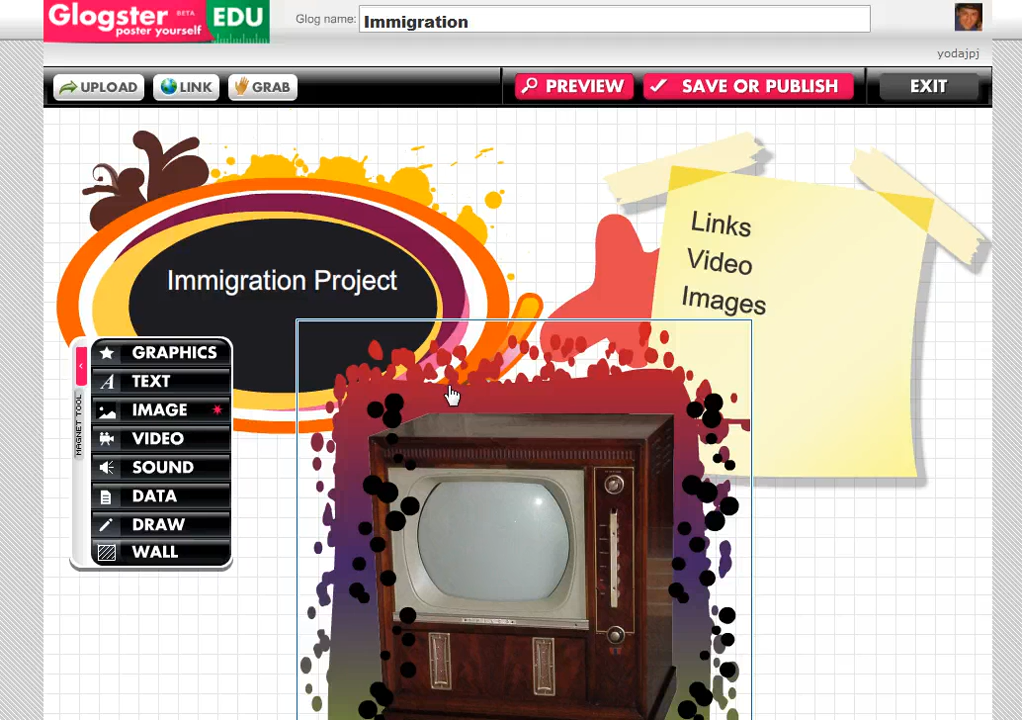 Glogster BETA EDU
poster yourself
Glog name: Immigration
yodajpj
UPLOAD LINK GRAB PREVIEW SAVE OR PUBLISH EXIT
Immigration Project
Links
Video
Images
MAGNET TOOL
GRAPHICS
TEXT
IMAGE
VIDEO
SOUND
DATA
DRAW
WALL